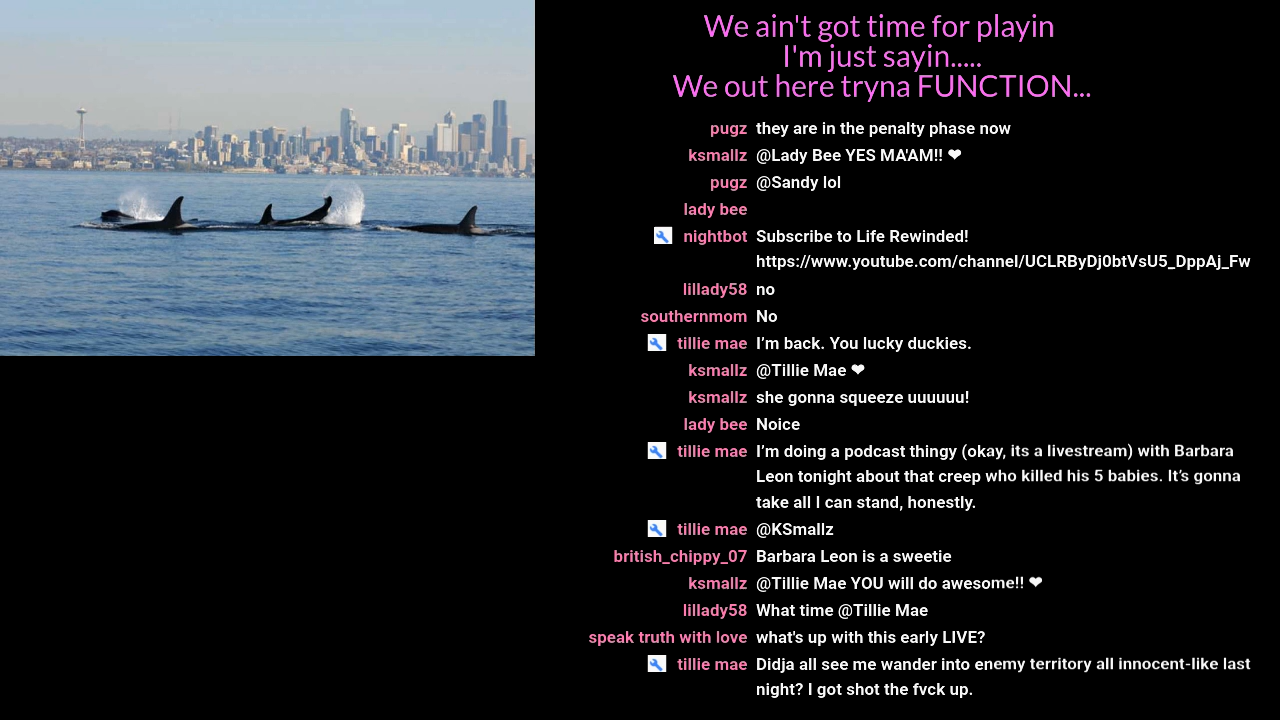 We ain't got time for playin
I'm just sayin.....
We out here tryna FUNCTION...
pugz they are in the penalty phase now
ksmallz @Lady Bee YES MA'AM!! ❤
pugz @Sandy lol
lady bee
nightbot Subscribe to Life Rewinded!
https://www.youtube.com/channel/UCLRByDj0btVsU5_DppAj_Fw
lillady58 no
southernmom No
tillie mae I’m back. You lucky duckies.
ksmallz @Tillie Mae ❤
ksmallz she gonna squeeze uuuuuu!
lady bee Noice
tillie mae I’m doing a podcast thingy (okay, its a livestream) with Barbara
Leon tonight about that creep who killed his 5 babies. It’s gonna
take all I can stand, honestly.
tillie mae @KSmallz
british_chippy_07 Barbara Leon is a sweetie
ksmallz @Tillie Mae YOU will do awesome!! ❤
lillady58 What time @Tillie Mae
speak truth with love what's up with this early LIVE?
tillie mae Didja all see me wander into enemy territory all innocent-like last
night? I got shot the fvck up.